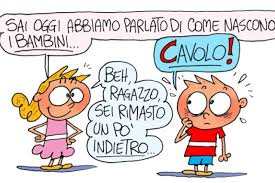 SAI OGGI ABBIAMO PARLATO DI COME NASCONO
I BAMBINI...
CAVOLO!
BEH,
RAGAZZO,
SEI RIMASTO
UN PO'
INDIETRO...